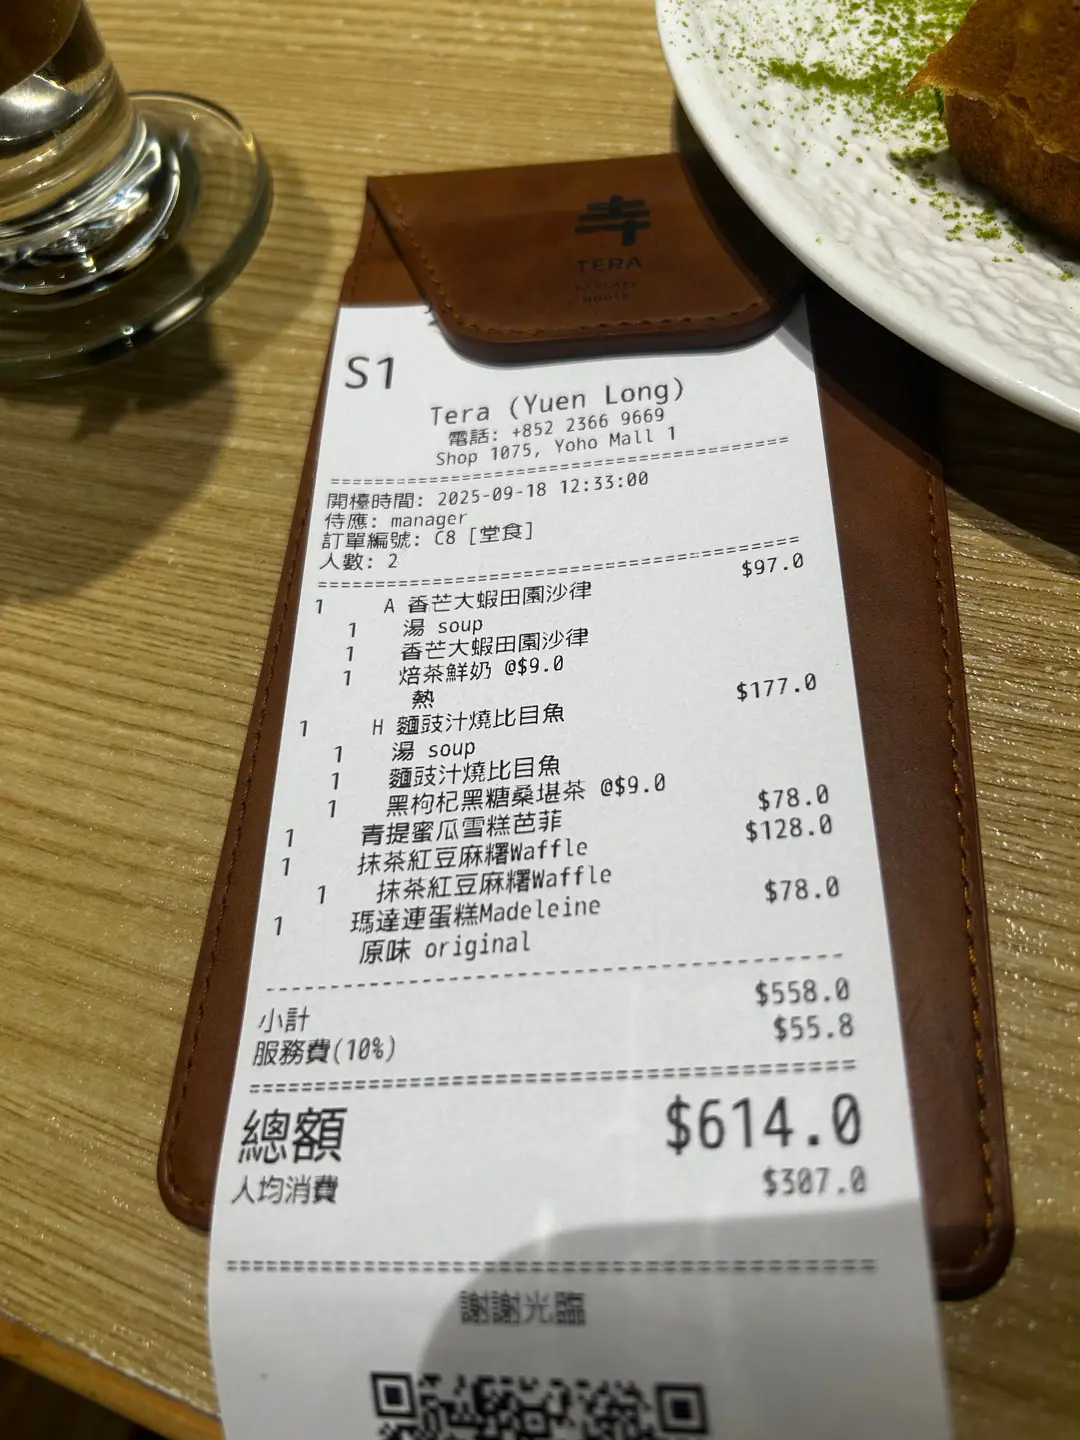 寺
TERA
PANCAKE
HOUSE
S1
Tera (Yuen Long)
電話: +852 2366 9669
Shop 1075, Yoho Mall 1
開檯時間: 2025-09-18 12:33:00
侍應: manager
訂單編號: C8 [堂食]
人數: 2
1 A 香芒大蝦田園沙律 $97.0
1 湯 soup
1 香芒大蝦田園沙律
1 焙茶鮮奶 @$9.0
熱
1 H 麵豉汁燒比目魚 $177.0
1 湯 soup
1 麵豉汁燒比目魚
1 黑枸杞黑糖桑堪茶 @$9.0
1 青提蜜瓜雪糕芭菲 $78.0
1 抹茶紅豆麻糬Waffle $128.0
1 抹茶紅豆麻糬Waffle
1 瑪達連蛋糕Madeleine $78.0
原味 original
小計 $558.0
服務費(10%) $55.8
總額 $614.0
人均消費 $307.0
謝謝光臨